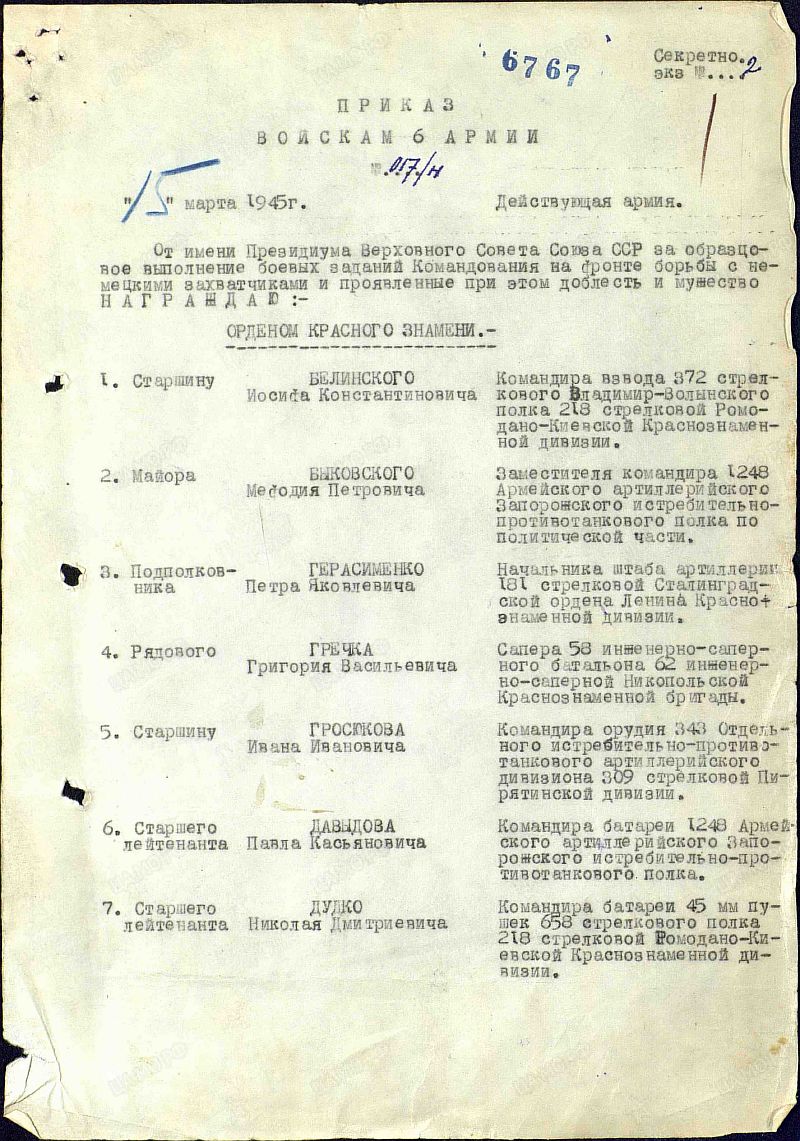 6767
Секретно.
экз №....2
ПРИКАЗ
ВОЙСКАМ 6 АРМИИ
№.017/н
"15" марта 1945г. Действующая армия.
От имени Президиума Верховного Совета Союза ССР за образцо-
вое выполнение боевых заданий Командования на фронте борьбы с не-
мецкими захватчиками и проявленные при этом доблесть и мужество
НАГРАЖДАЮ :-
ОРДЕНОМ КРАСНОГО ЗНАМЕНИ.-
1. Старшину БЕЛИНСКОГО Командира взвода 372 стрел-
Иосифа Константиновича кового Владимир-Волынского
полка 218 стрелковой Ромо-
дано-Киевской Краснознамен-
ной дивизии.
2. Майора БЫКОВСКОГО Заместителя командира 1248
Мефодия Петровича Армейского артиллерийского
Запорожского истребительно-
противотанкового полка по
политической части.
3. Подполков- ГЕРАСИМЕНКО Начальника штаба артиллерии
ника Петра Яковлевича 181 стрелковой Сталинград-
ской ордена Ленина Красно-
знаменной дивизии.
4. Рядового ГРЕЧКА Сапера 58 инженерно-сапер-
Григория Васильевича ного батальона 62 инженер-
но-саперной Никопольской
Краснознаменной бригады.
5. Старшину ГРОСЮКОВА Командира орудия 343 Отдель-
Ивана Ивановича ного истребительно-противо-
танкового артиллерийского
дивизиона 309 стрелковой Пи-
рятинской дивизии.
6. Старшего ДАВЫДОВА Командира батареи 1248 Армей-
лейтенанта Павла Касьяновича ского артиллерийского Запо-
рожского истребительно-про-
тивотанкового полка.
7. Старшего ДУДКО Командира батареи 45 мм пу-
лейтенанта Николая Дмитриевича шек 658 стрелкового полка
218 стрелковой Ромодано-Ки-
евской Краснознаменной ди-
визии.